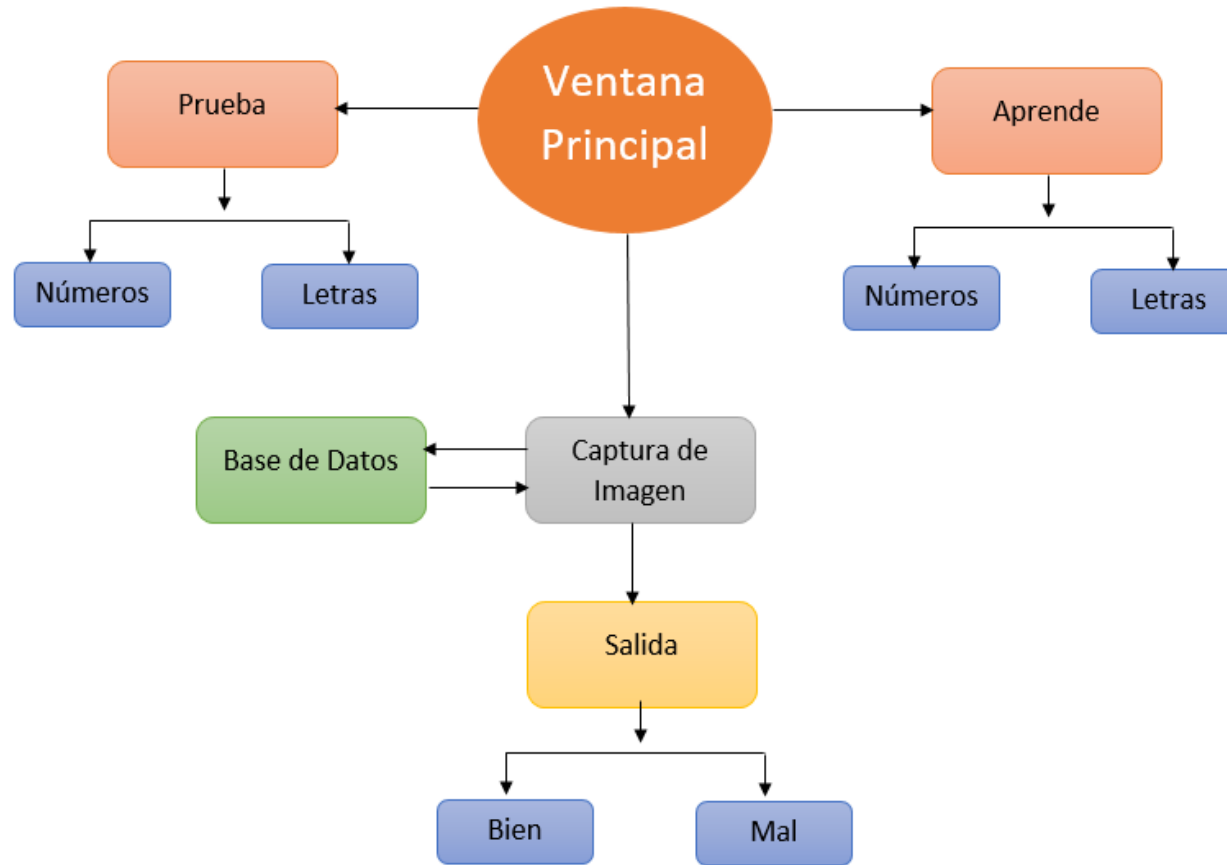 Ventana
Principal
Prueba
Aprende
Números
Letras
Números
Letras
Base de Datos
Captura de
Imagen
Salida
Bien
Mal